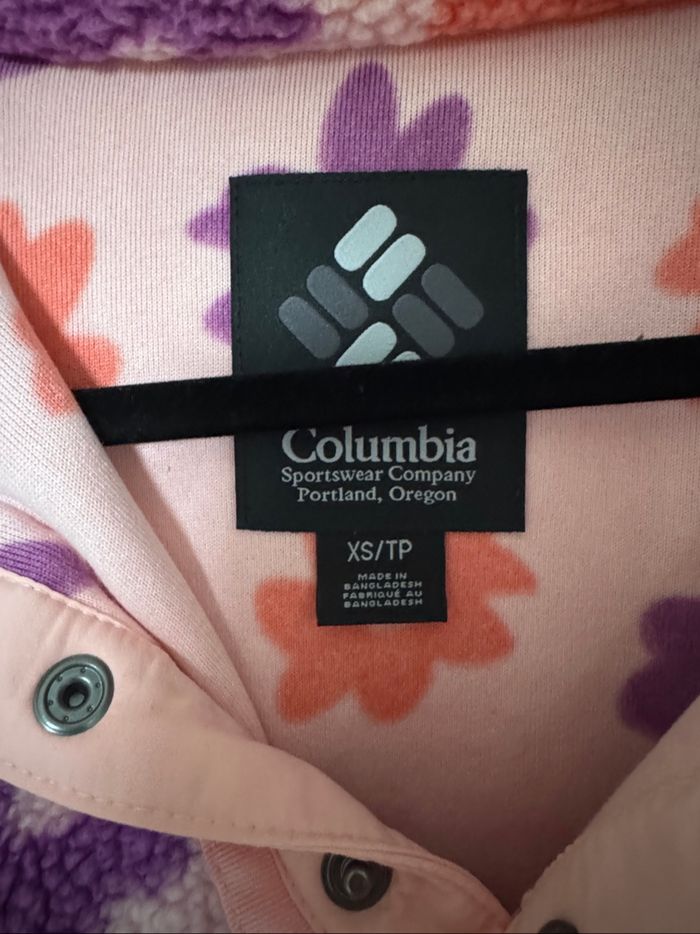 Columbia
Sportswear Company
Portland, Oregon
XS/TP
MADE IN
BANGLADESH
FABRIQUÉ AU
BANGLADESH